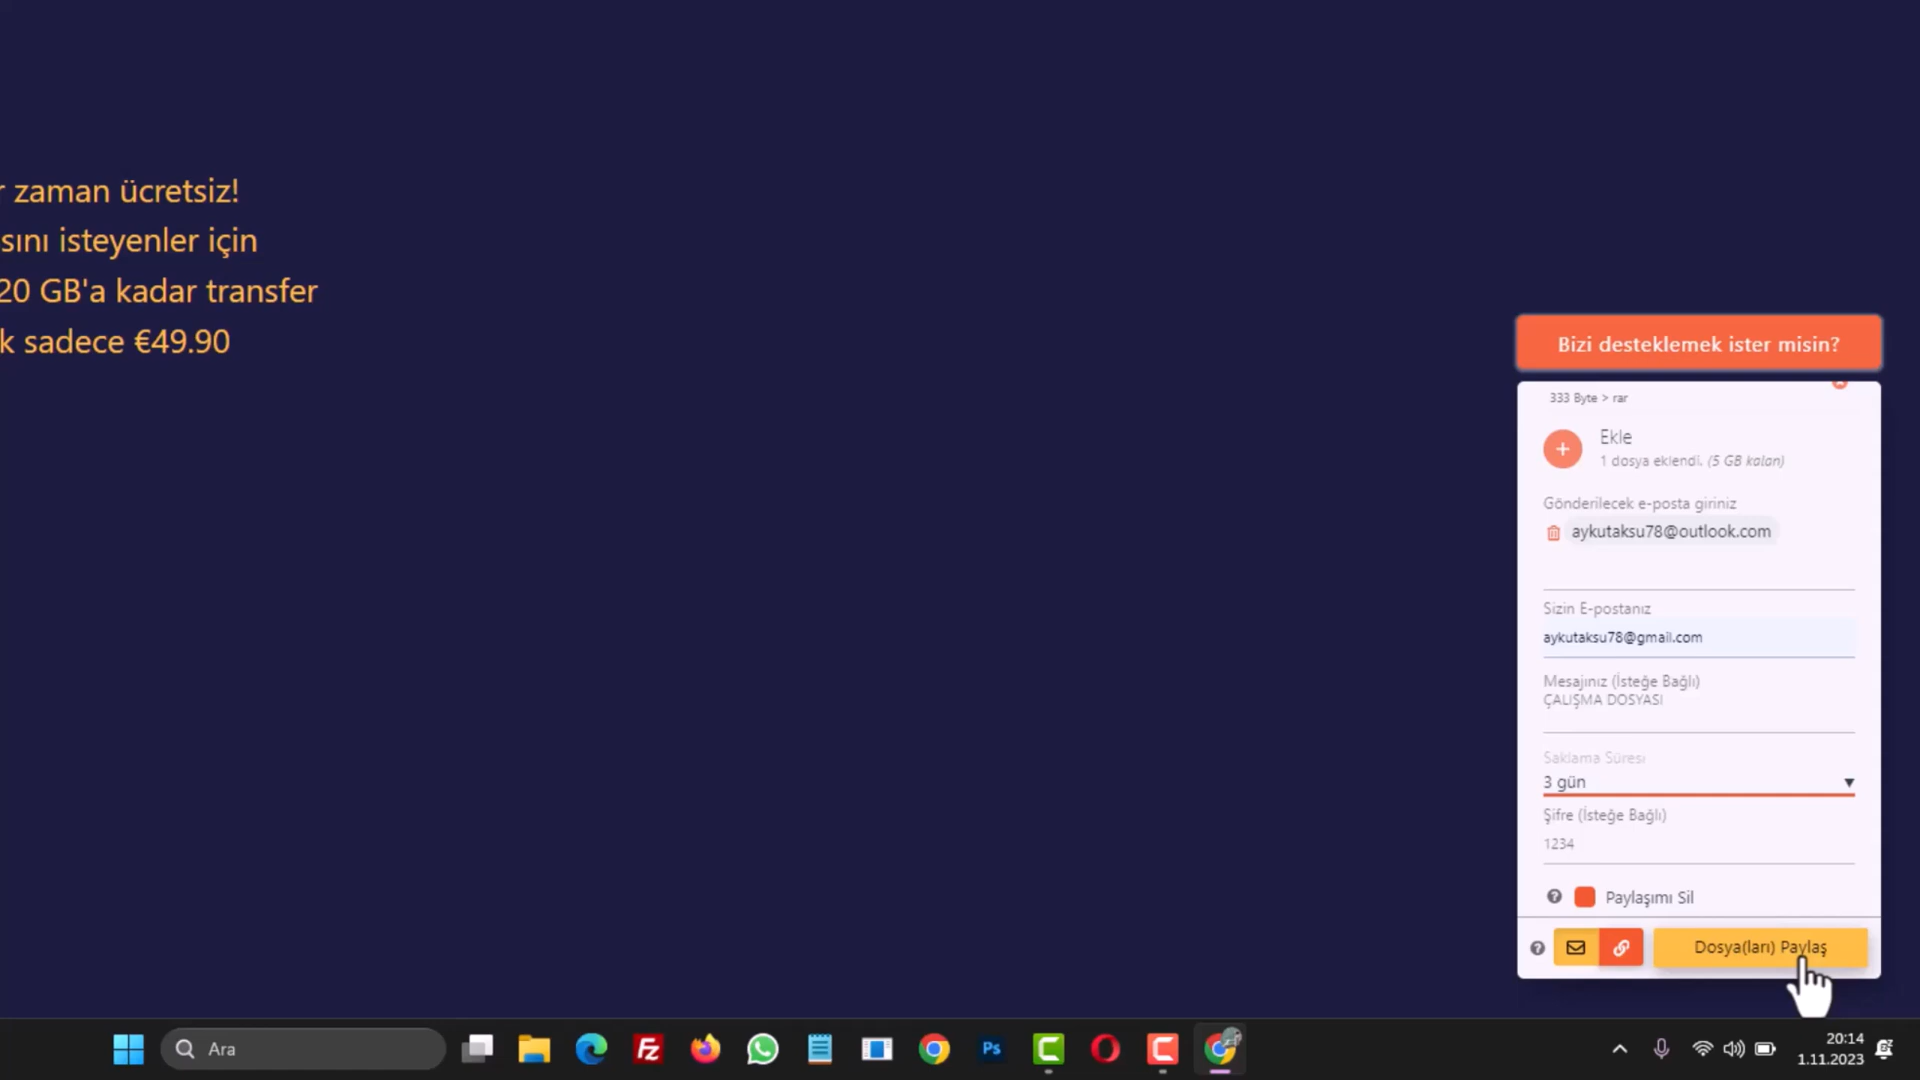 zaman ücretsiz!
sını isteyenler için
20 GB'a kadar transfer
k sadece €49.90
Bizi desteklemek ister misin?
333 Byte > rar
Ekle
1 dosya eklendi. (5 GB kalan)
Gönderilecek e-posta giriniz
aykutaksu78@outlook.com
Sizin E-postanız
aykutaksu78@gmail.com
Mesajınız (İsteğe Bağlı)
ÇALIŞMA DOSYASI
Saklama Süresi
3 gün
Şifre (İsteğe Bağlı)
1234
Paylaşımı Sil
Dosya(ları) Paylaş
Ara
Fz
Ps
20:14
1.11.2023